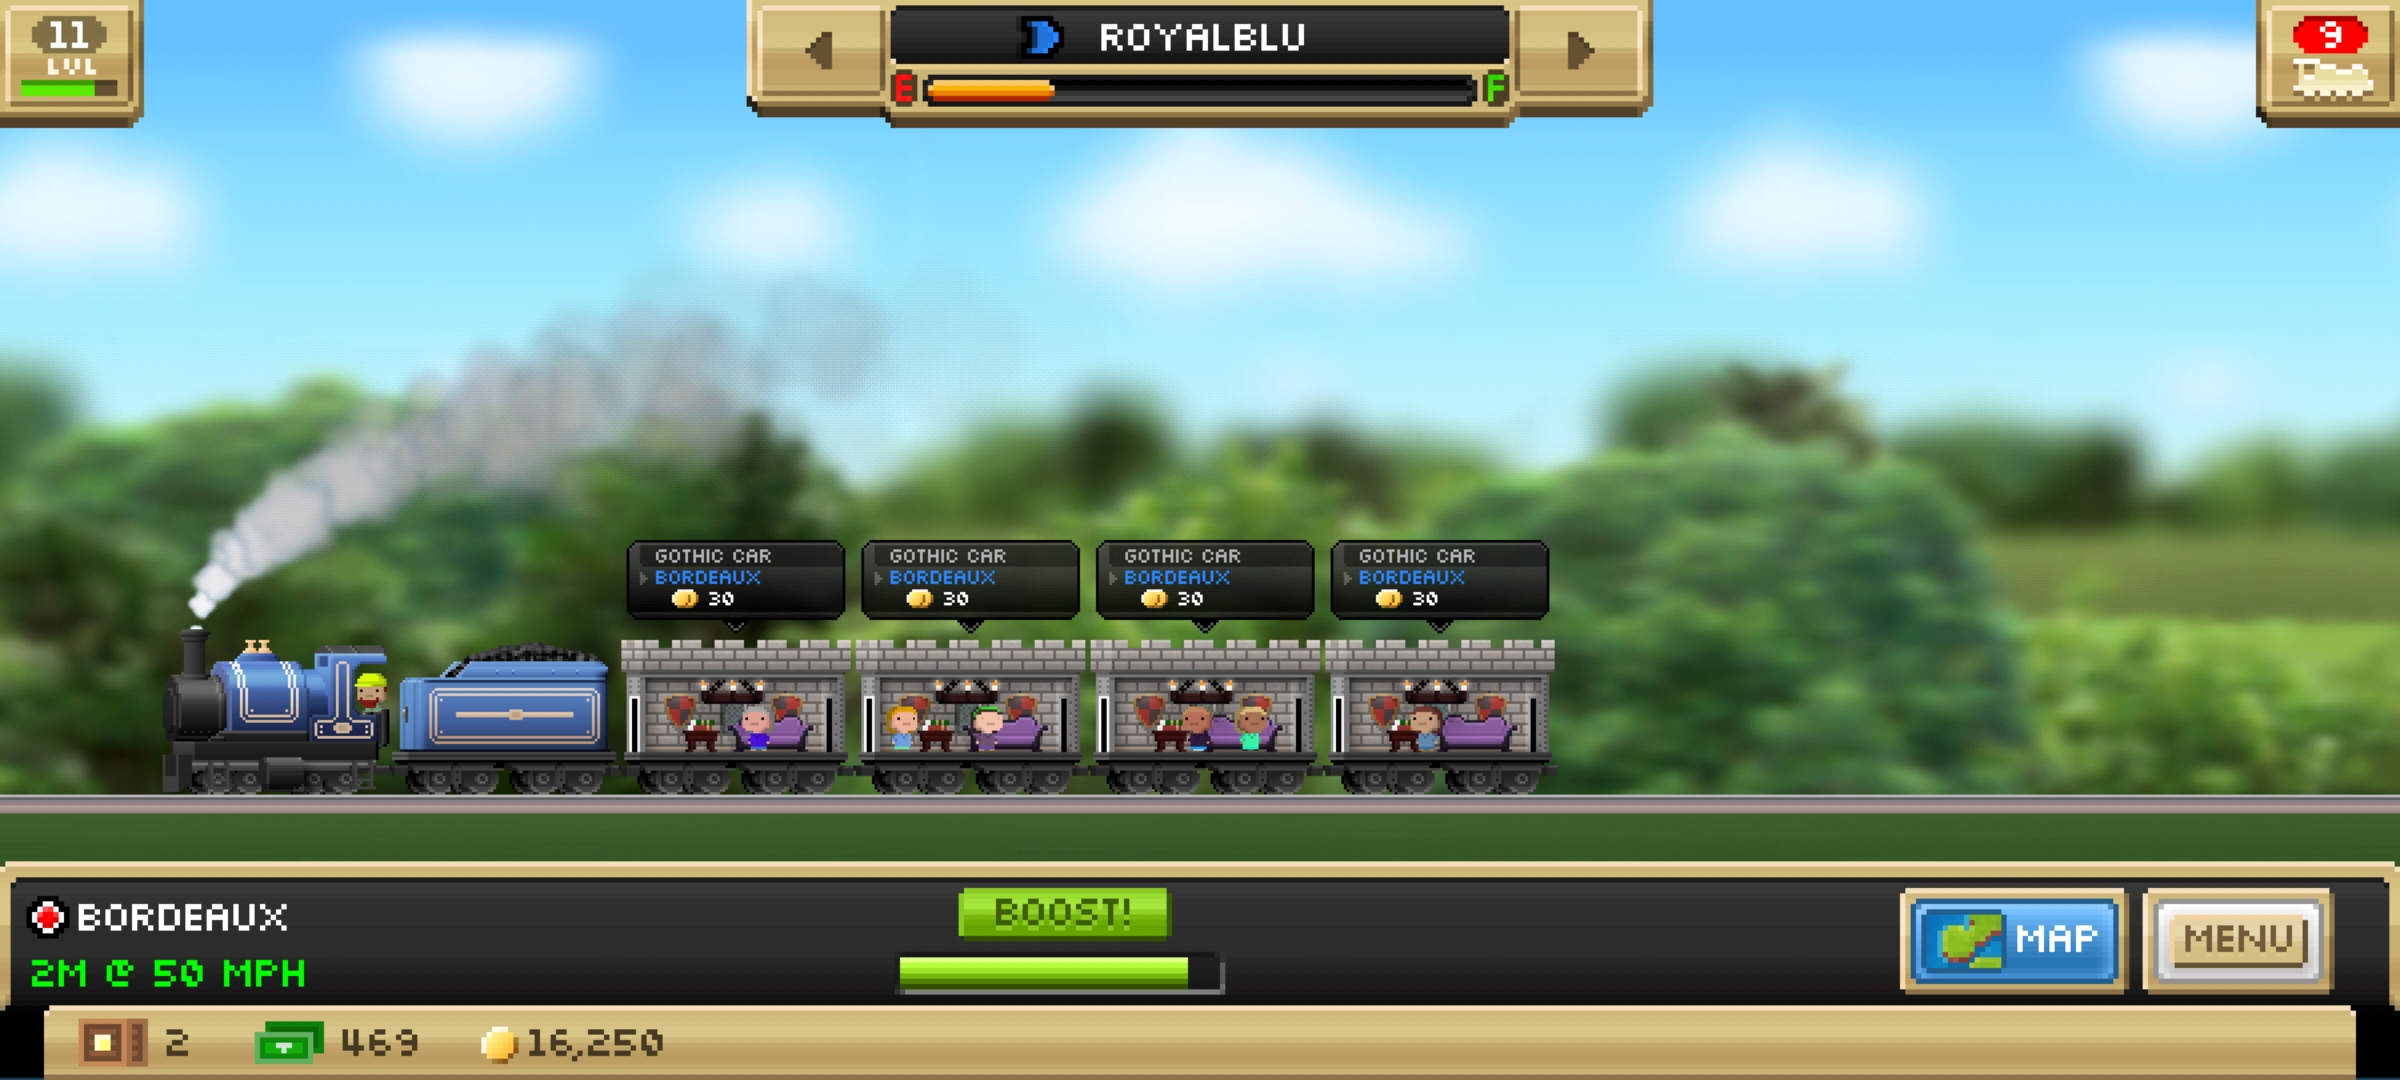 11
LVL
ROYALBLU
E F
9
GOTHIC CAR
BORDEAUX
30
GOTHIC CAR
BORDEAUX
30
GOTHIC CAR
BORDEAUX
30
GOTHIC CAR
BORDEAUX
30
BORDEAUX
2M @ 50 MPH
BOOST!
MAP
MENU
2
469
16,250